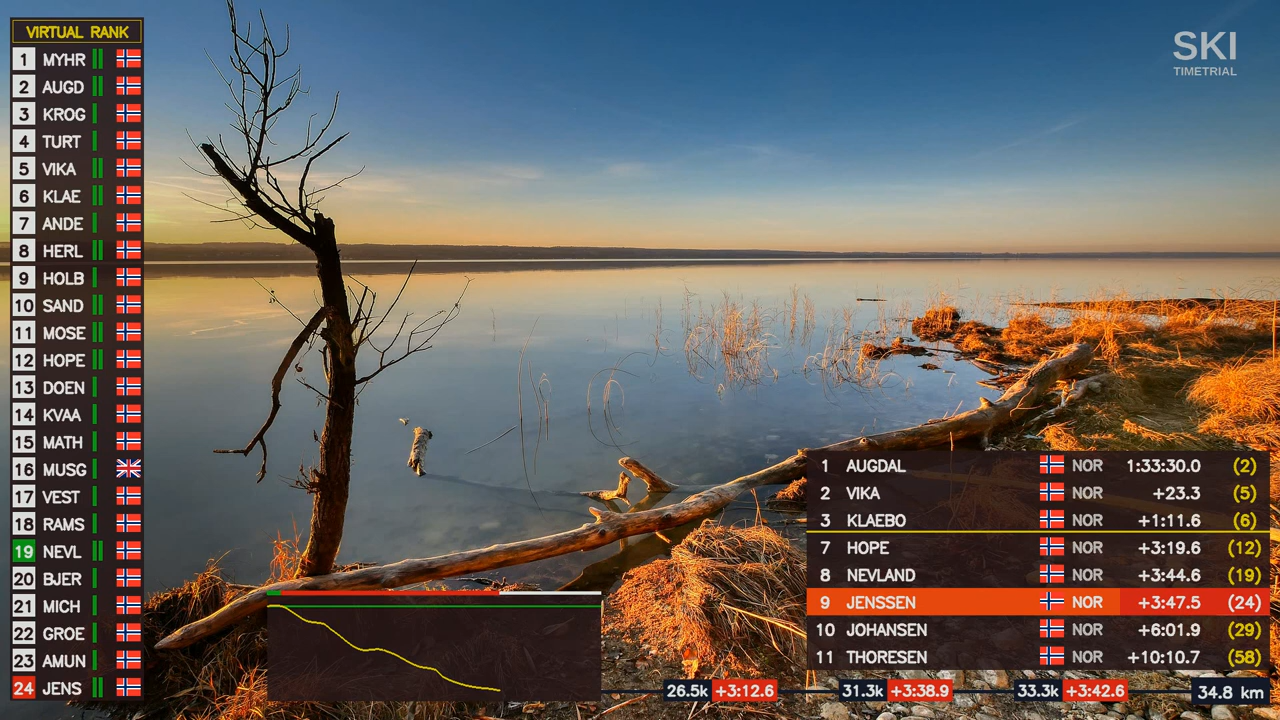 VIRTUAL RANK
1 MYHR
2 AUGD
3 KROG
4 TURT
5 VIKA
6 KLAE
7 ANDE
8 HERL
9 HOLB
10 SAND
11 MOSE
12 HOPE
13 DOEN
14 KVAA
15 MATH
16 MUSG
17 VEST
18 RAMS
19 NEVL
20 BJER
21 MICH
22 GROE
23 AMUN
24 JENS
SKI
TIMETRIAL
1 AUGDAL NOR 1:33:30.0 (2)
2 VIKA NOR +23.3 (5)
3 KLAEBO NOR +1:11.6 (6)
7 HOPE NOR +3:19.6 (12)
8 NEVLAND NOR +3:44.6 (19)
9 JENSSEN NOR +3:47.5 (24)
10 JOHANSEN NOR +6:01.9 (29)
11 THORESEN NOR +10:10.7 (58)
26.5k +3:12.6 31.3k +3:38.9 33.3k +3:42.6 34.8 km